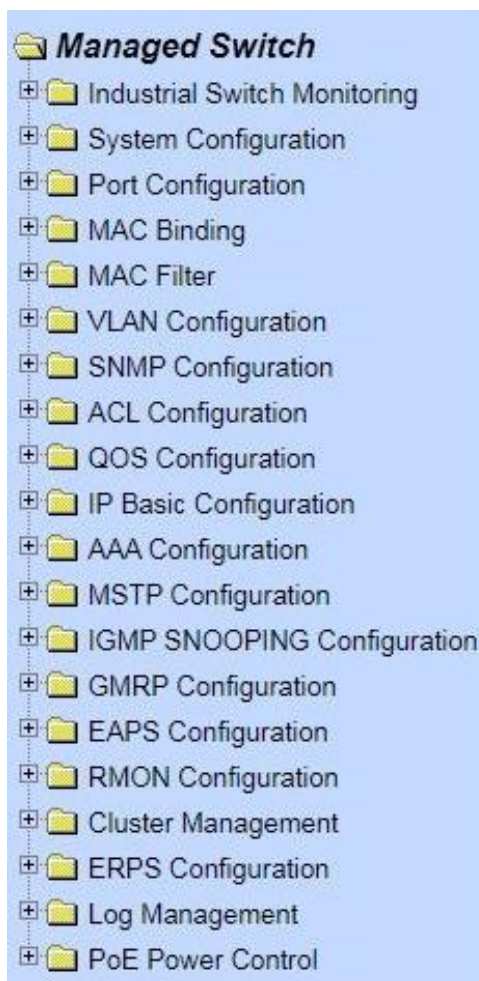 Managed Switch
Industrial Switch Monitoring
System Configuration
Port Configuration
MAC Binding
MAC Filter
VLAN Configuration
SNMP Configuration
ACL Configuration
QOS Configuration
IP Basic Configuration
AAA Configuration
MSTP Configuration
IGMP SNOOPING Configuration
GMRP Configuration
EAPS Configuration
RMON Configuration
Cluster Management
ERPS Configuration
Log Management
PoE Power Control